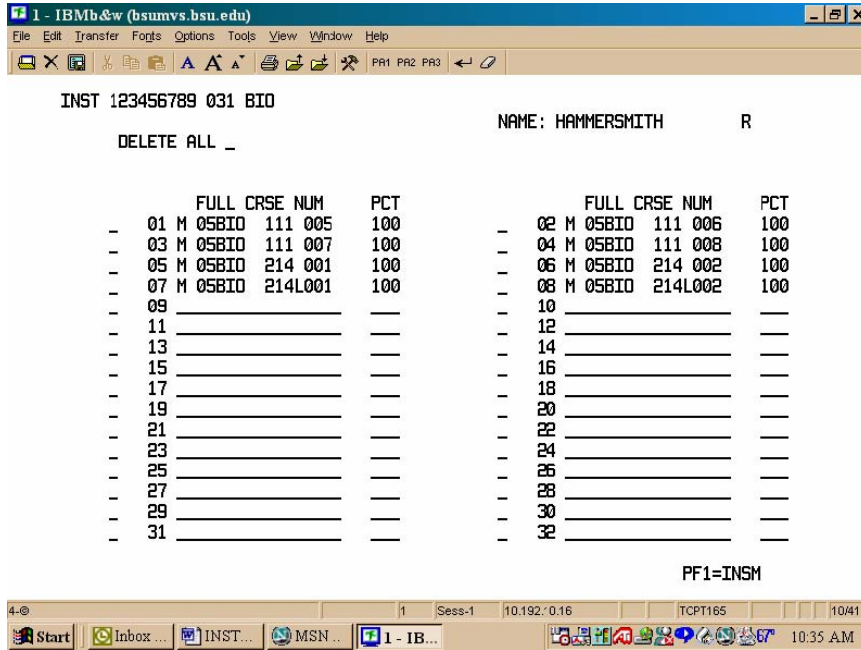 1 - IBMb&w (bsumvs.bsu.edu)
File Edit Transfer Fonts Options Tools View Window Help
PA1 PA2 PA3
INST 123456789 031 BIO
NAME: HAMMERSMITH R
DELETE ALL _
FULL CRSE NUM PCT FULL CRSE NUM PCT
_ 01 M 05BIO 111 005 100 _ 02 M 05BIO 111 006 100
_ 03 M 05BIO 111 007 100 _ 04 M 05BIO 111 008 100
_ 05 M 05BIO 214 001 100 _ 06 M 05BIO 214 002 100
_ 07 M 05BIO 214L001 100 _ 08 M 05BIO 214L002 100
_ 09 _ 10
_ 11 _ 12
_ 13 _ 14
_ 15 _ 16
_ 17 _ 18
_ 19 _ 20
_ 21 _ 22
_ 23 _ 24
_ 25 _ 26
_ 27 _ 28
_ 29 _ 30
_ 31 _ 32
PF1=INSM
4-© 1 Sess-1 10.192.10.16 TCPT165 10/41
Start Inbox ... INST... MSN .. 1 - IB... 67° 10:35 AM